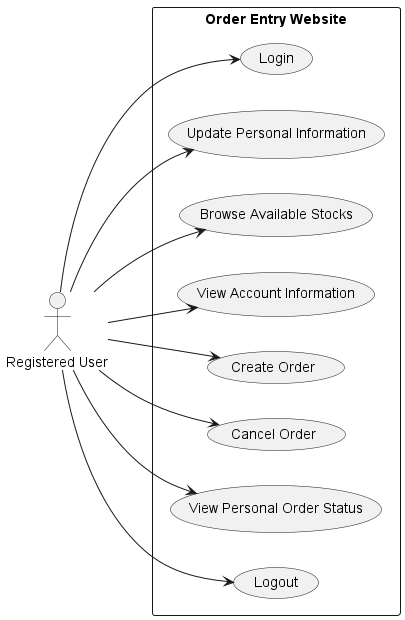 Order Entry Website
Login
Update Personal Information
Browse Available Stocks
View Account Information
Registered User
Create Order
Cancel Order
View Personal Order Status
Logout